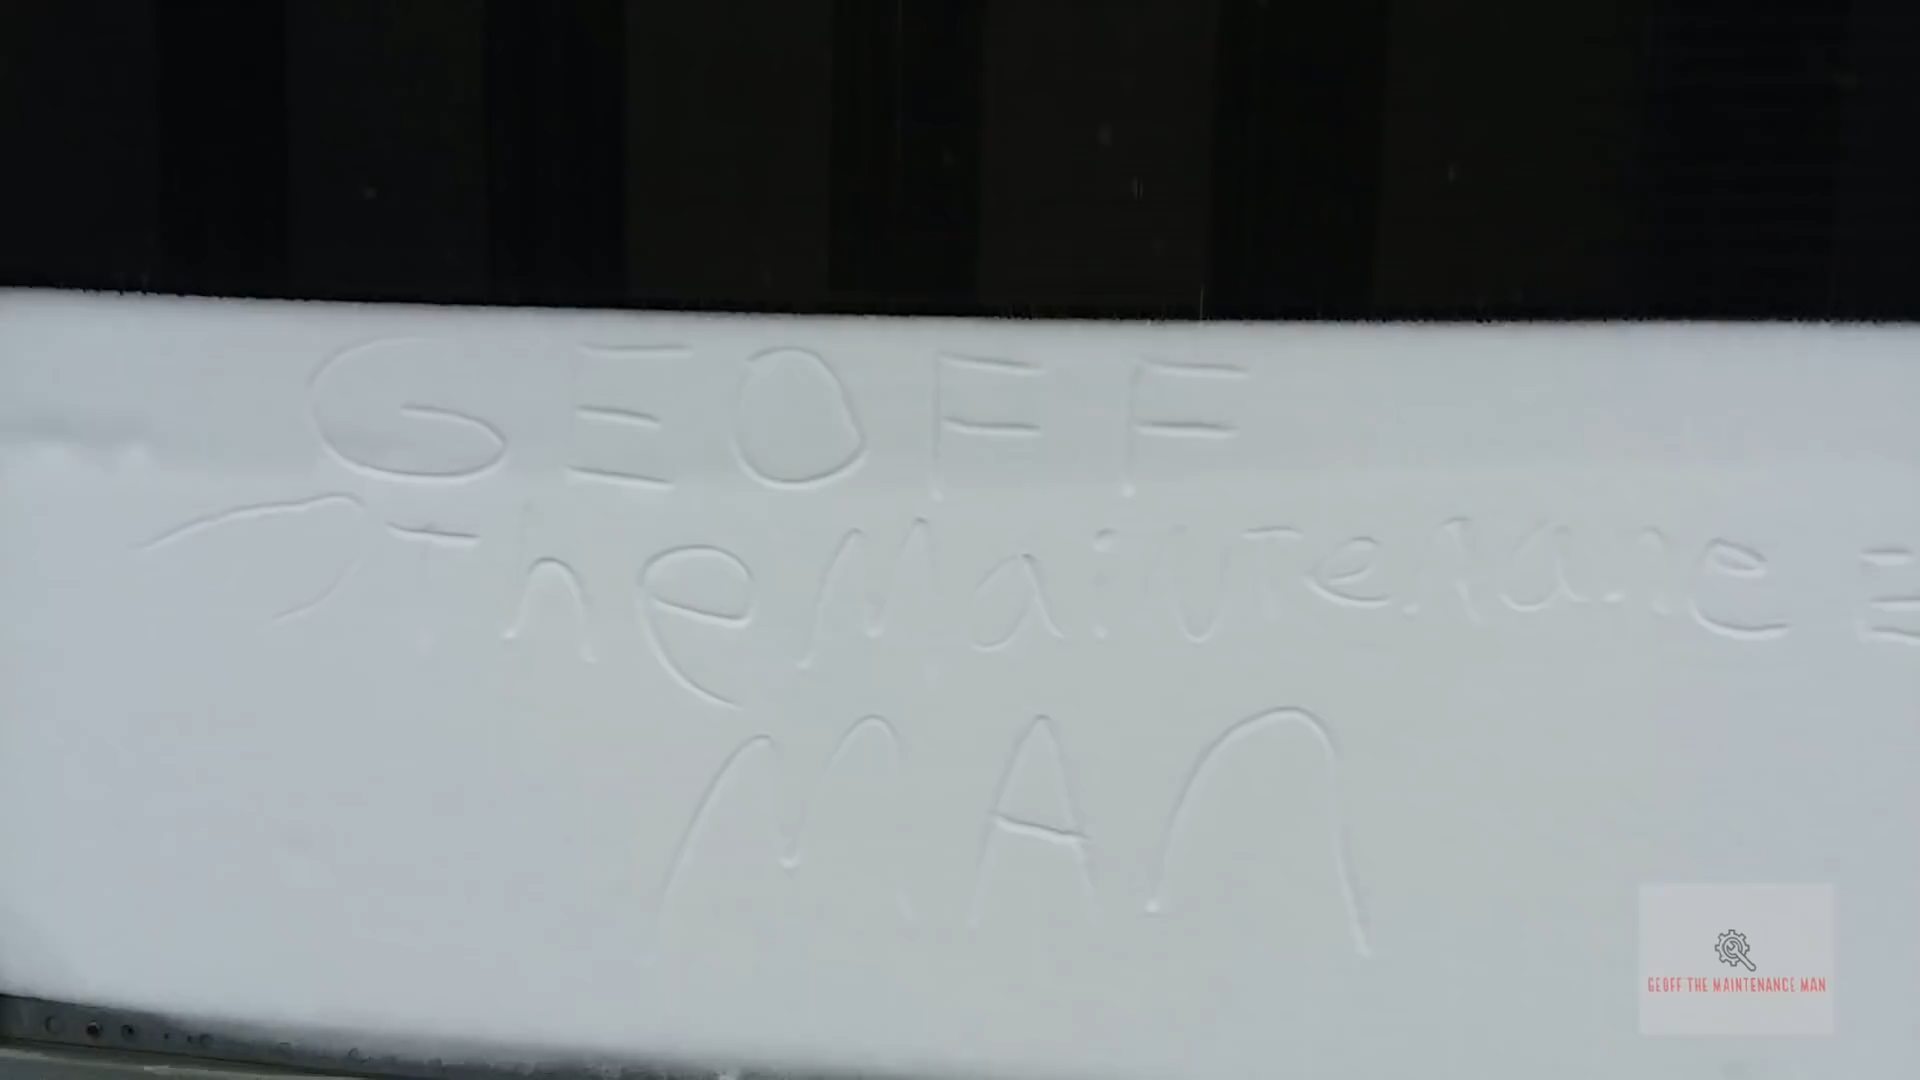 GEOFF
The Maintenance
MAn
GEOFF THE MAINTENANCE MAN